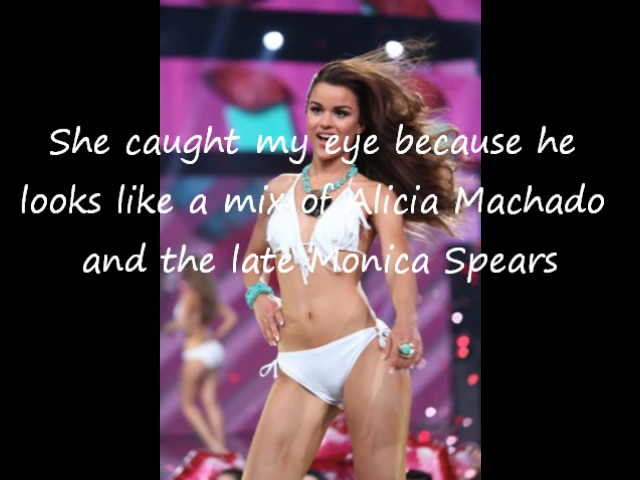 She caught my eye because he
looks like a mix of Alicia Machado
and the late Monica Spears